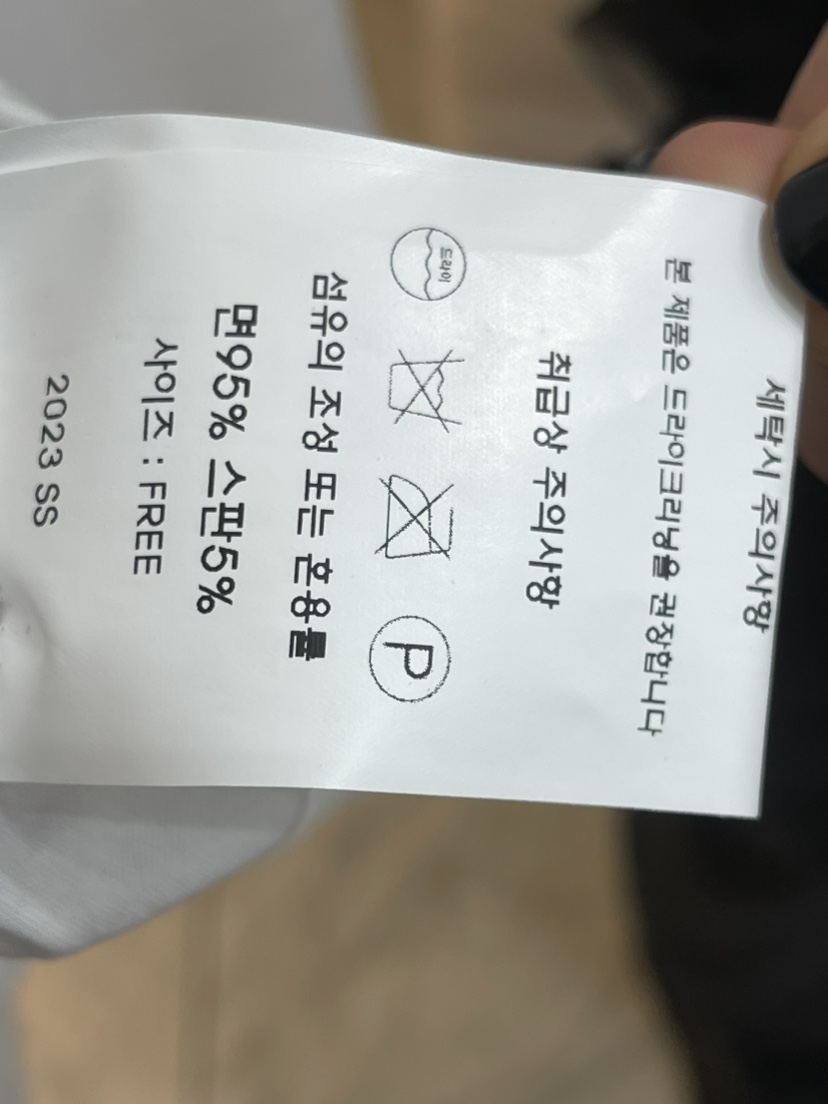 2023 SS
사이즈 : FREE
면95% 스판5%
섬유의 조성 또는 혼용률
드라이
P
취급상 주의사항
본 제품은 드라이크리닝을 권장합니다
세탁시 주의사항